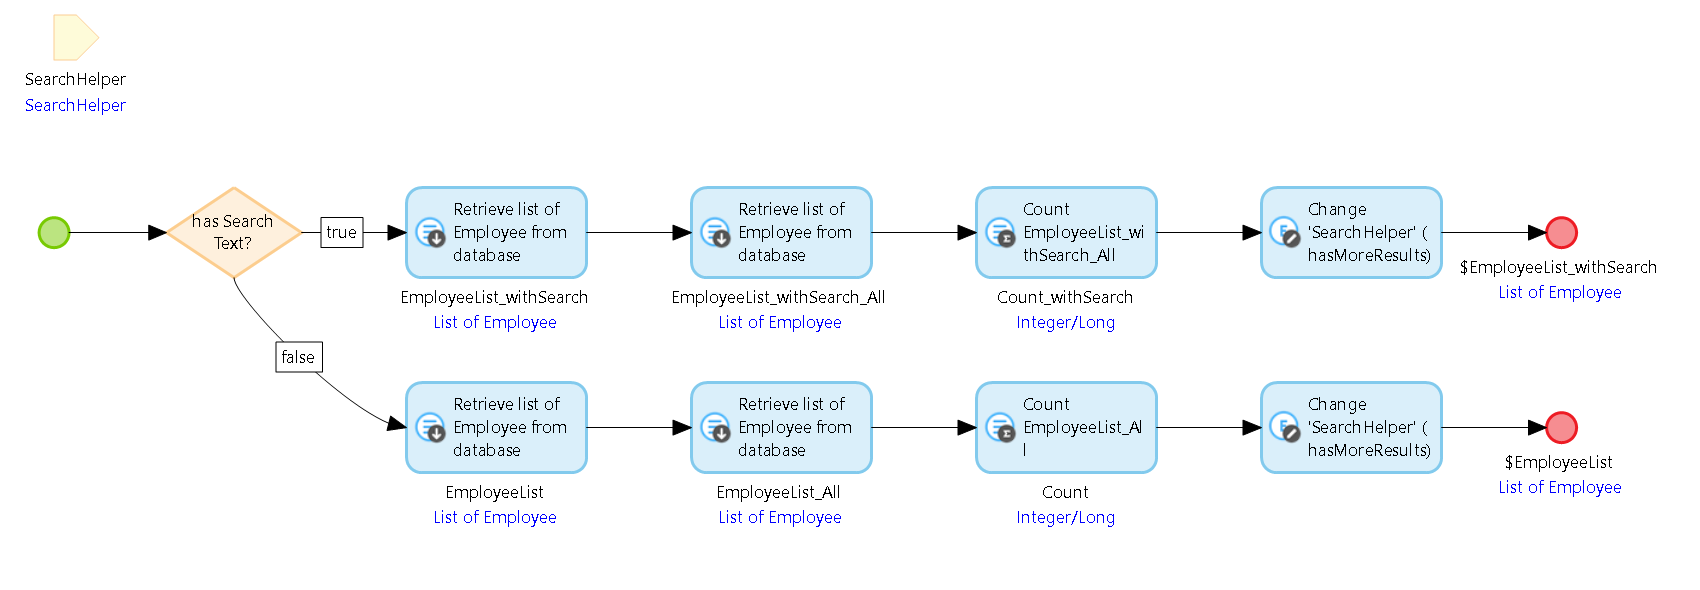 SearchHelper
SearchHelper
has Search
Text?
true
Retrieve list of
Employee from
database
EmployeeList_withSearch
List of Employee
Retrieve list of
Employee from
database
EmployeeList_withSearch_All
List of Employee
Count
EmployeeList_wi
thSearch_All
Count_withSearch
Integer/Long
Change
'SearchHelper' (
hasMoreResults)
$EmployeeList_withSearch
List of Employee
false
Retrieve list of
Employee from
database
EmployeeList
List of Employee
Retrieve list of
Employee from
database
EmployeeList_All
List of Employee
Count
EmployeeList_Al
l
Count
Integer/Long
Change
'SearchHelper' (
hasMoreResults)
$EmployeeList
List of Employee